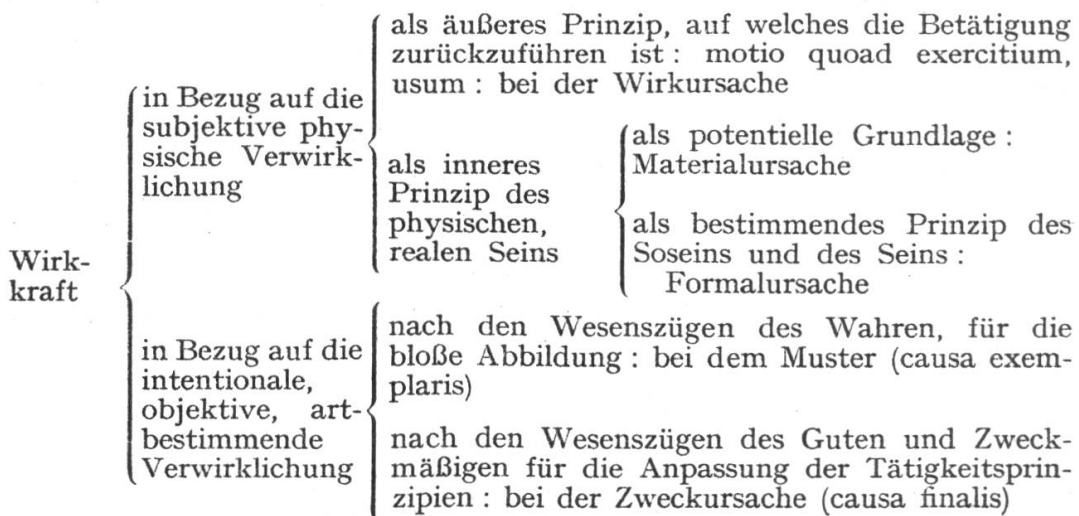 als äußeres Prinzip, auf welches die Betätigung
zurückzuführen ist : motio quoad exercitium,
usum : bei der Wirkursache
in Bezug auf die
subjektive phy-
sische Verwirk-
lichung
als inneres
Prinzip des
physischen,
realen Seins
als potentielle Grundlage :
Materialursache
als bestimmendes Prinzip des
Soseins und des Seins :
Formalursache
Wirk-
kraft
in Bezug auf die
intentionale,
objektive, art-
bestimmende
Verwirklichung
nach den Wesenszügen des Wahren, für die
bloße Abbildung : bei dem Muster (causa exem-
plaris)
nach den Wesenszügen des Guten und Zweck-
mäßigen für die Anpassung der Tätigkeitsprin-
zipien : bei der Zweckursache (causa finalis)